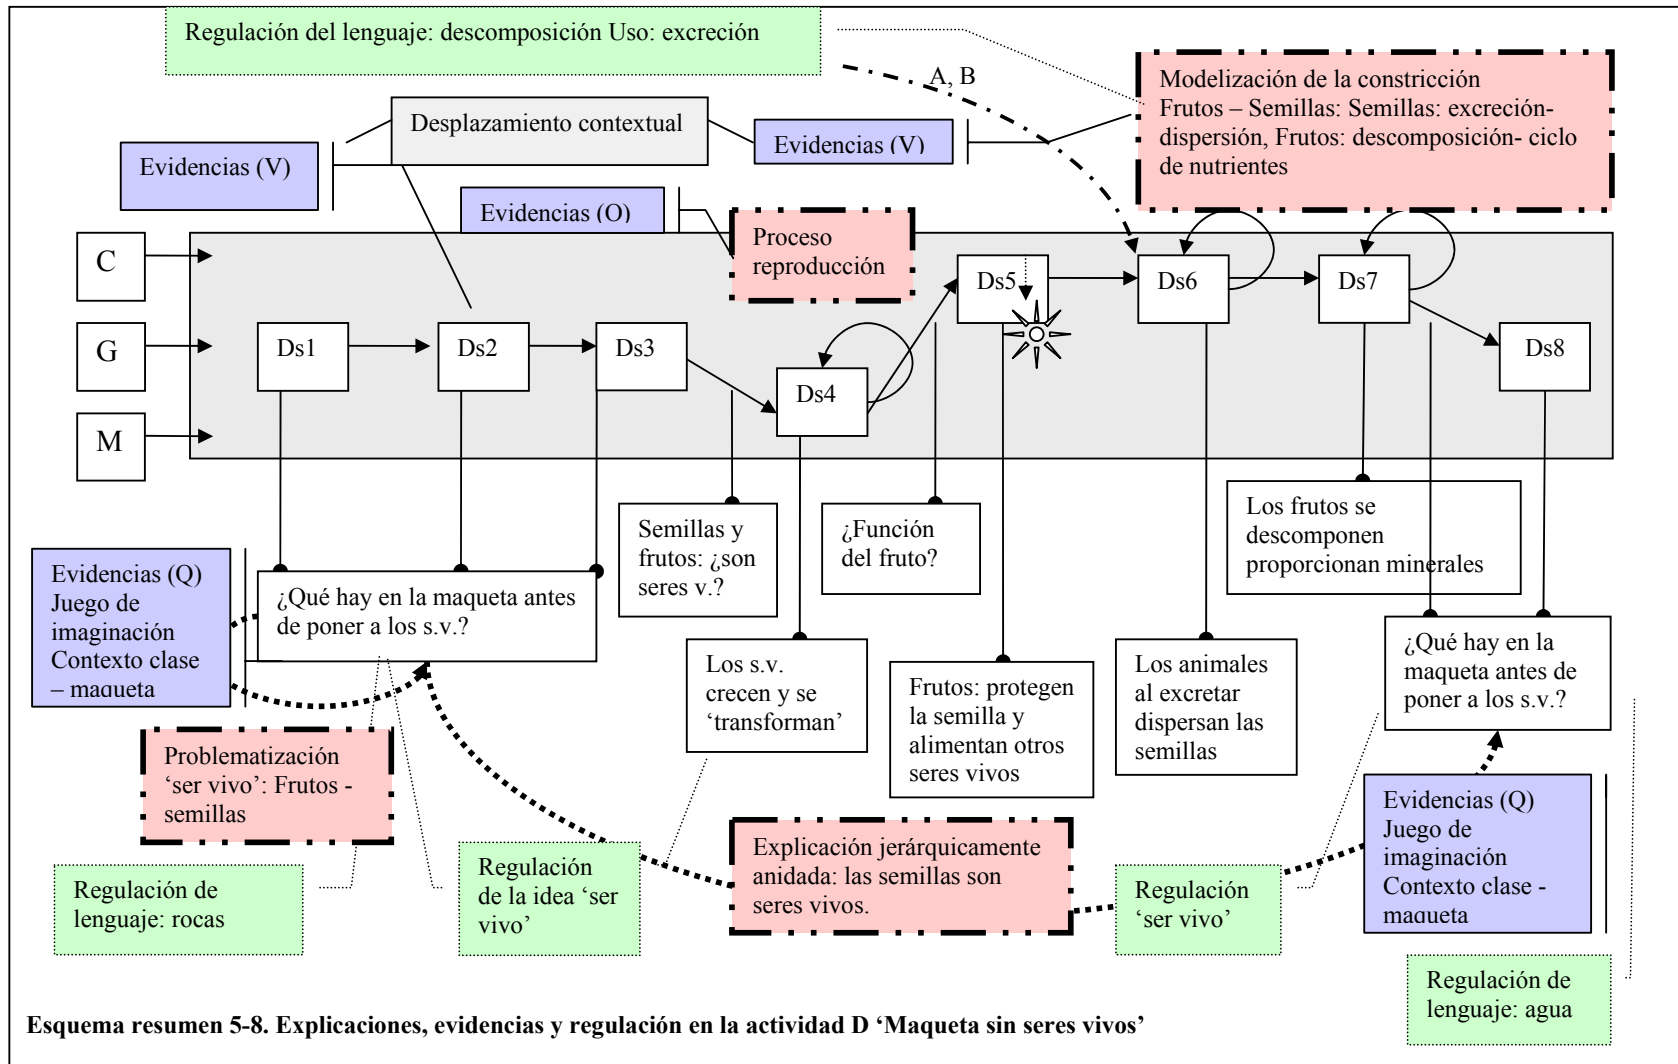 Regulación del lenguaje: descomposición Uso: excreción
A, B
Modelización de la constricción
Frutos – Semillas: Semillas: excreción-
dispersión, Frutos: descomposición- ciclo
de nutrientes
Desplazamiento contextual
Evidencias (V)
Evidencias (V)
Evidencias (O)
Proceso
reproducción
C
G
M
Ds1
Ds2
Ds3
Ds4
Ds5
Ds6
Ds7
Ds8
Semillas y
frutos: ¿son
seres v.?
¿Función
del fruto?
Los frutos se
descomponen
proporcionan minerales
Evidencias (Q)
Juego de
imaginación
Contexto clase
– maqueta
¿Qué hay en la maqueta antes
de poner a los s.v.?
Los s.v.
crecen y se
‘transforman’
Frutos: protegen
la semilla y
alimentan otros
seres vivos
Los animales
al excretar
dispersan las
semillas
¿Qué hay en la
maqueta antes de
poner a los s.v.?
Problematización
‘ser vivo’: Frutos -
semillas
Evidencias (Q)
Juego de
imaginación
Contexto clase -
maqueta
Regulación de
lenguaje: rocas
Regulación
de la idea ‘ser
vivo’
Explicación jerárquicamente
anidada: las semillas son
seres vivos.
Regulación
‘ser vivo’
Regulación de
lenguaje: agua
Esquema resumen 5-8. Explicaciones, evidencias y regulación en la actividad D ‘Maqueta sin seres vivos’